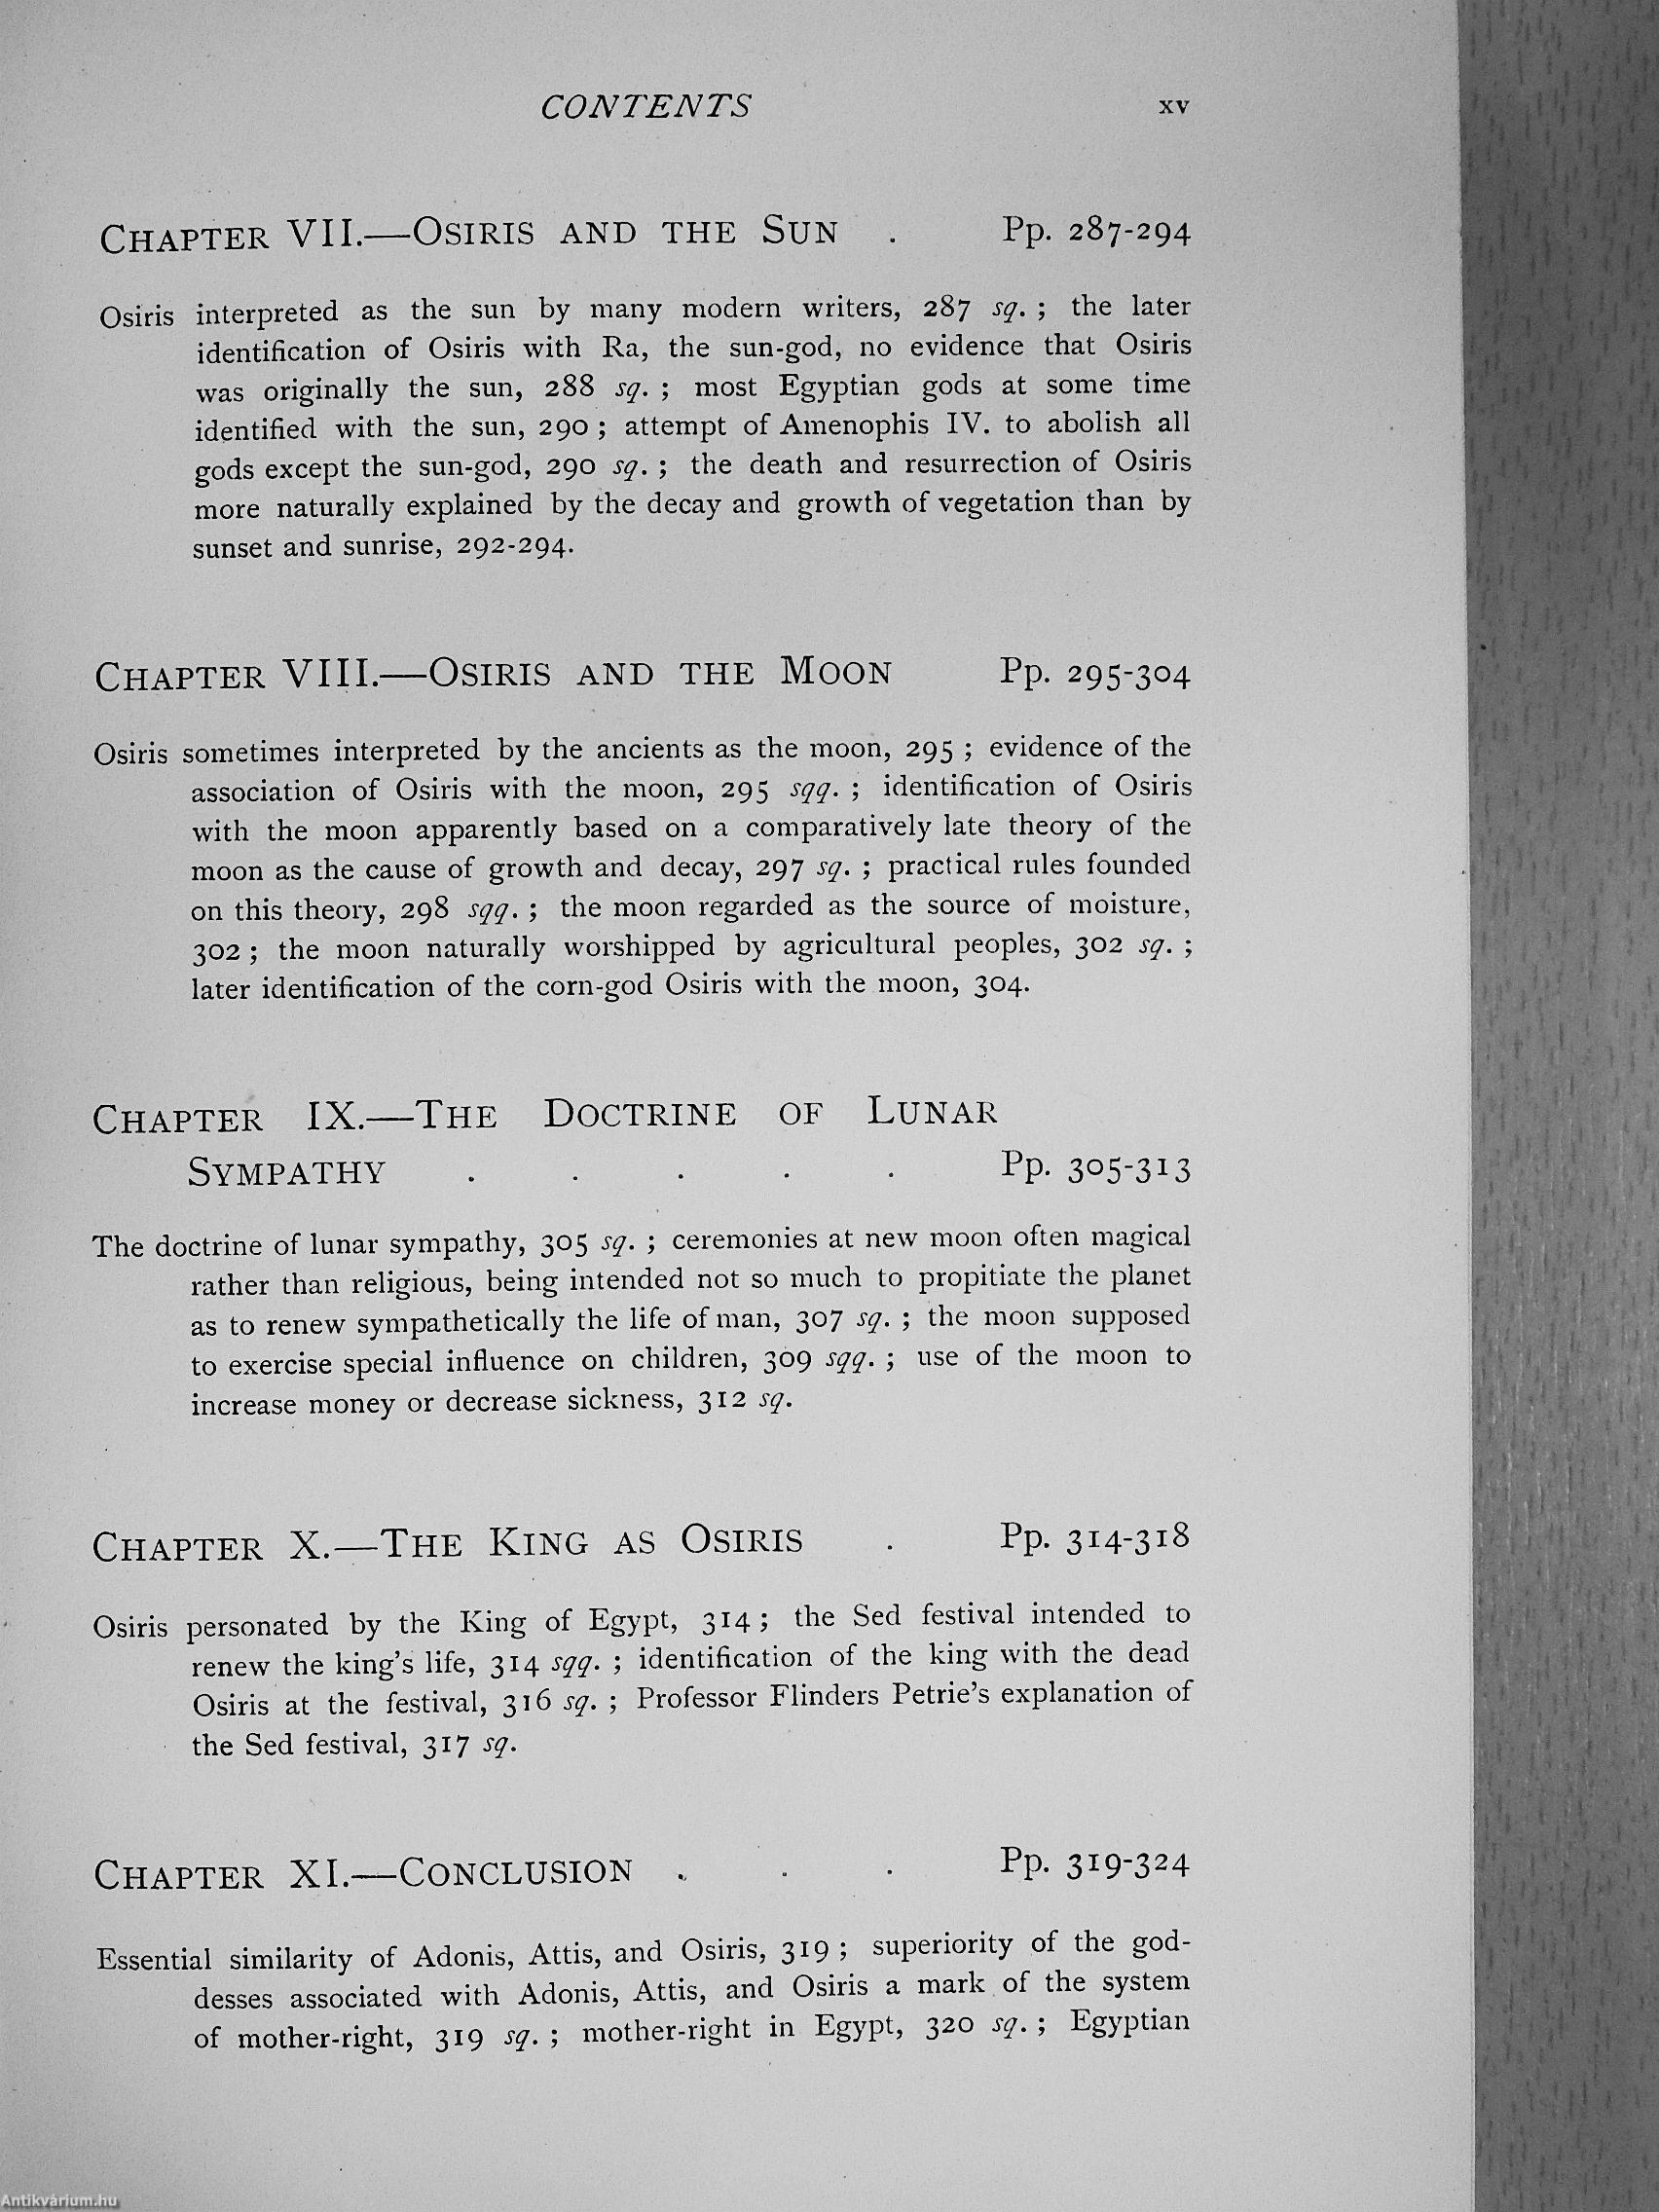 CONTENTS xv
CHAPTER VII.—OSIRIS AND THE SUN . Pp. 287-294
Osiris interpreted as the sun by many modern writers, 287 sq. ; the later
identification of Osiris with Ra, the sun-god, no evidence that Osiris
was originally the sun, 288 sq. ; most Egyptian gods at some time
identified with the sun, 290 ; attempt of Amenophis IV. to abolish all
gods except the sun-god, 290 sq. ; the death and resurrection of Osiris
more naturally explained by the decay and growth of vegetation than by
sunset and sunrise, 292-294.
CHAPTER VIII.—OSIRIS AND THE MOON Pp. 295-304
Osiris sometimes interpreted by the ancients as the moon, 295 ; evidence of the
association of Osiris with the moon, 295 sqq. ; identification of Osiris
with the moon apparently based on a comparatively late theory of the
moon as the cause of growth and decay, 297 sq. ; practical rules founded
on this theory, 298 sqq. ; the moon regarded as the source of moisture,
302 ; the moon naturally worshipped by agricultural peoples, 302 sq. ;
later identification of the corn-god Osiris with the moon, 304.
CHAPTER IX.—THE DOCTRINE OF LUNAR
SYMPATHY . . . . . Pp. 305-313
The doctrine of lunar sympathy, 305 sq. ; ceremonies at new moon often magical
rather than religious, being intended not so much to propitiate the planet
as to renew sympathetically the life of man, 307 sq. ; the moon supposed
to exercise special influence on children, 309 sqq. ; use of the moon to
increase money or decrease sickness, 312 sq.
CHAPTER X.—THE KING AS OSIRIS . Pp. 314-318
Osiris personated by the King of Egypt, 314 ; the Sed festival intended to
renew the king's life, 314 sqq. ; identification of the king with the dead
Osiris at the festival, 316 sq. ; Professor Flinders Petrie's explanation of
the Sed festival, 317 sq.
CHAPTER XI.—CONCLUSION . . . Pp. 319-324
Essential similarity of Adonis, Attis, and Osiris, 319 ; superiority of the god-
desses associated with Adonis, Attis, and Osiris a mark of the system
of mother-right, 319 sq. ; mother-right in Egypt, 320 sq. ; Egyptian
Antikvárium.hu